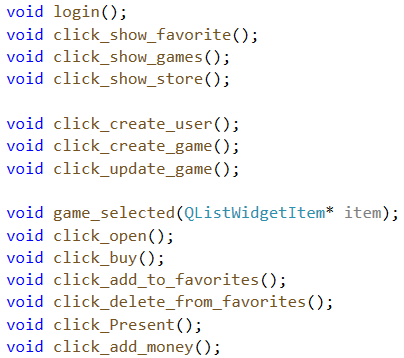 void login();
void click_show_favorite();
void click_show_games();
void click_show_store();
void click_create_user();
void click_create_game();
void click_update_game();
void game_selected(QListWidgetItem* item);
void click_open();
void click_buy();
void click_add_to_favorites();
void click_delete_from_favorites();
void click_Present();
void click_add_money();